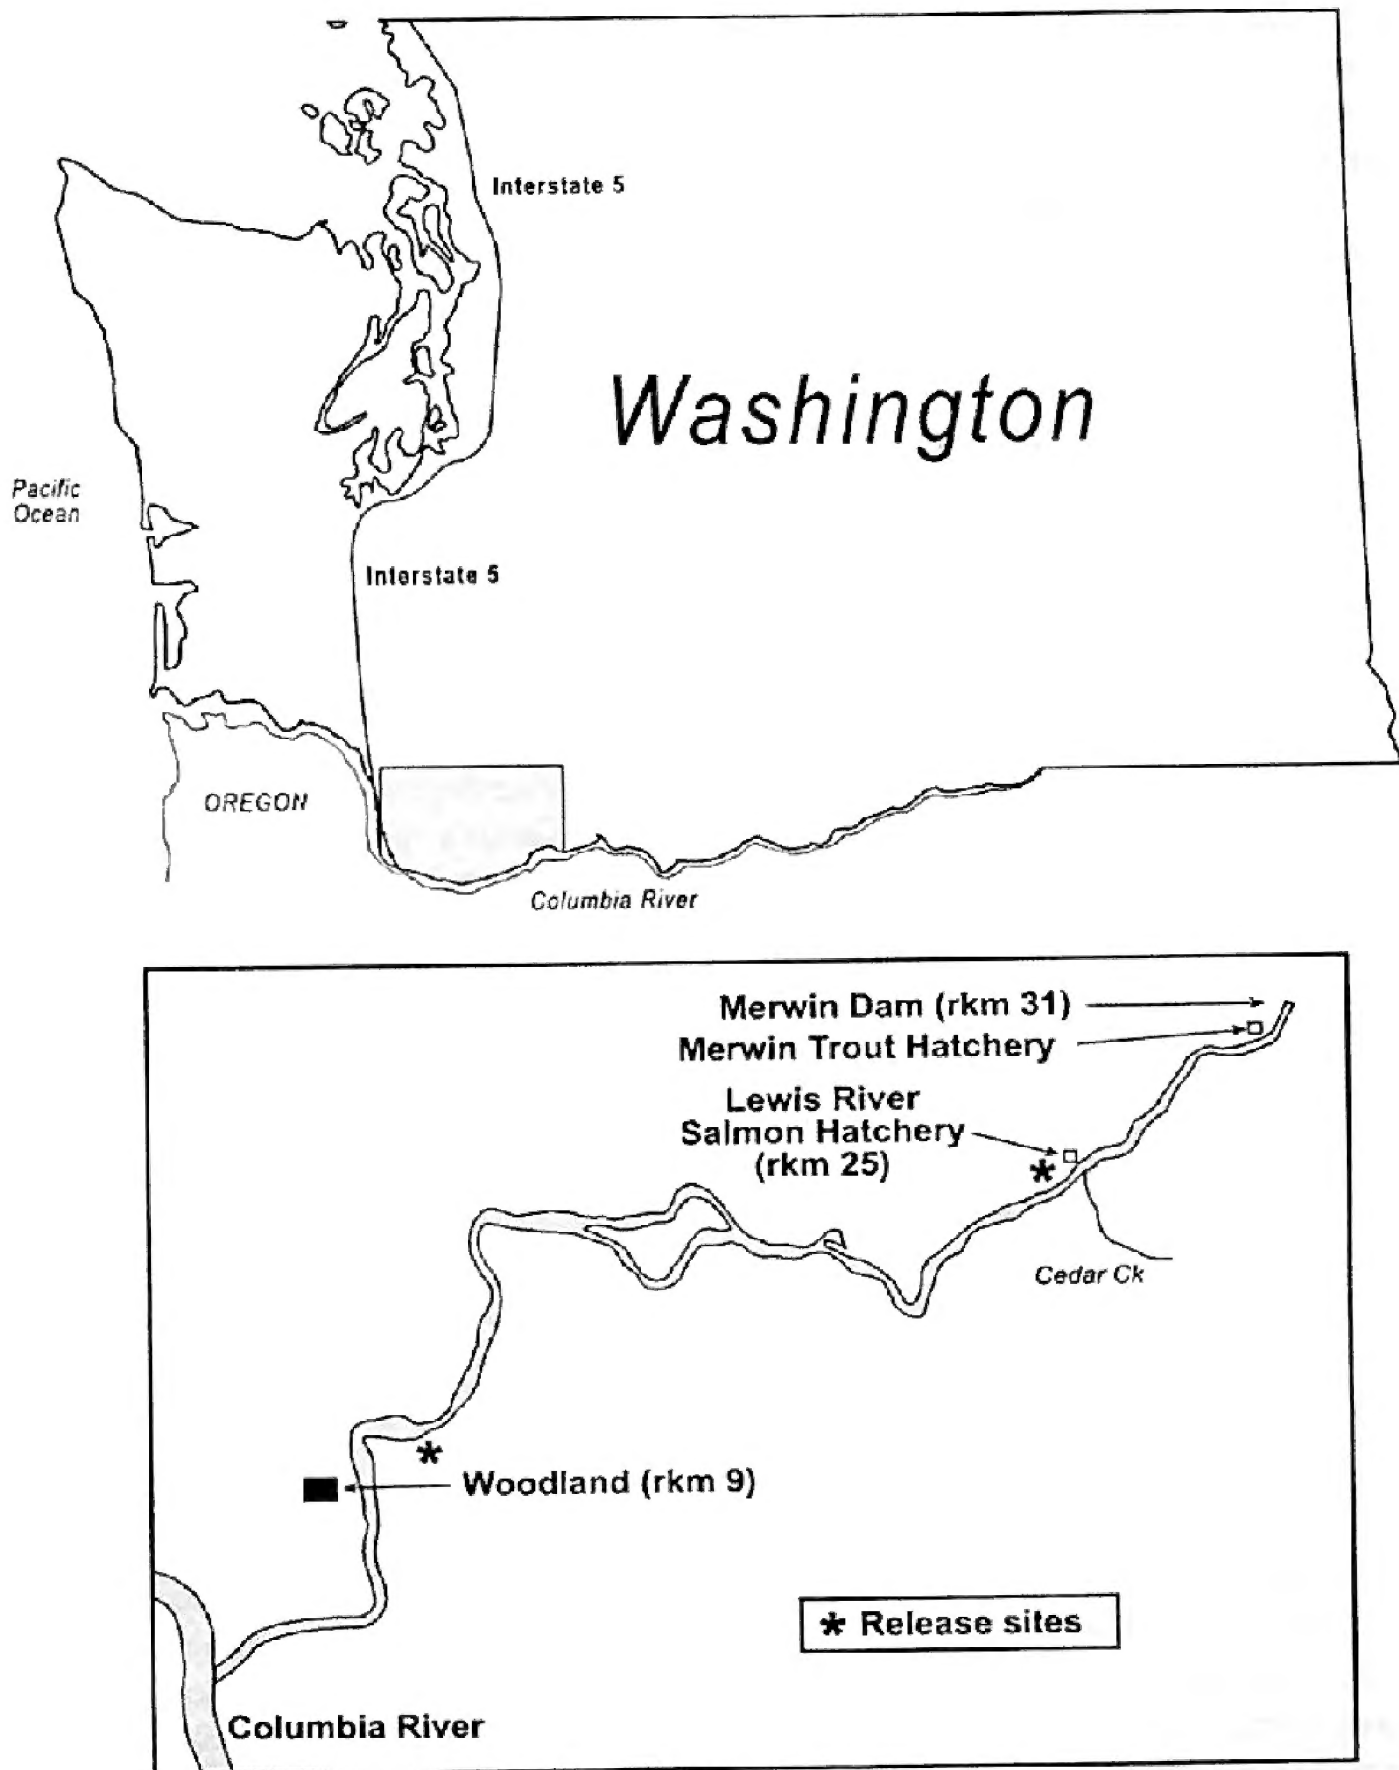 Interstate 5
Washington
Pacific
Ocean
Interstate 5
OREGON
Columbia River
Merwin Dam (rkm 31)
Merwin Trout Hatchery
Lewis River
Salmon Hatchery
(rkm 25)
Cedar Ck
Woodland (rkm 9)
* Release sites
Columbia River